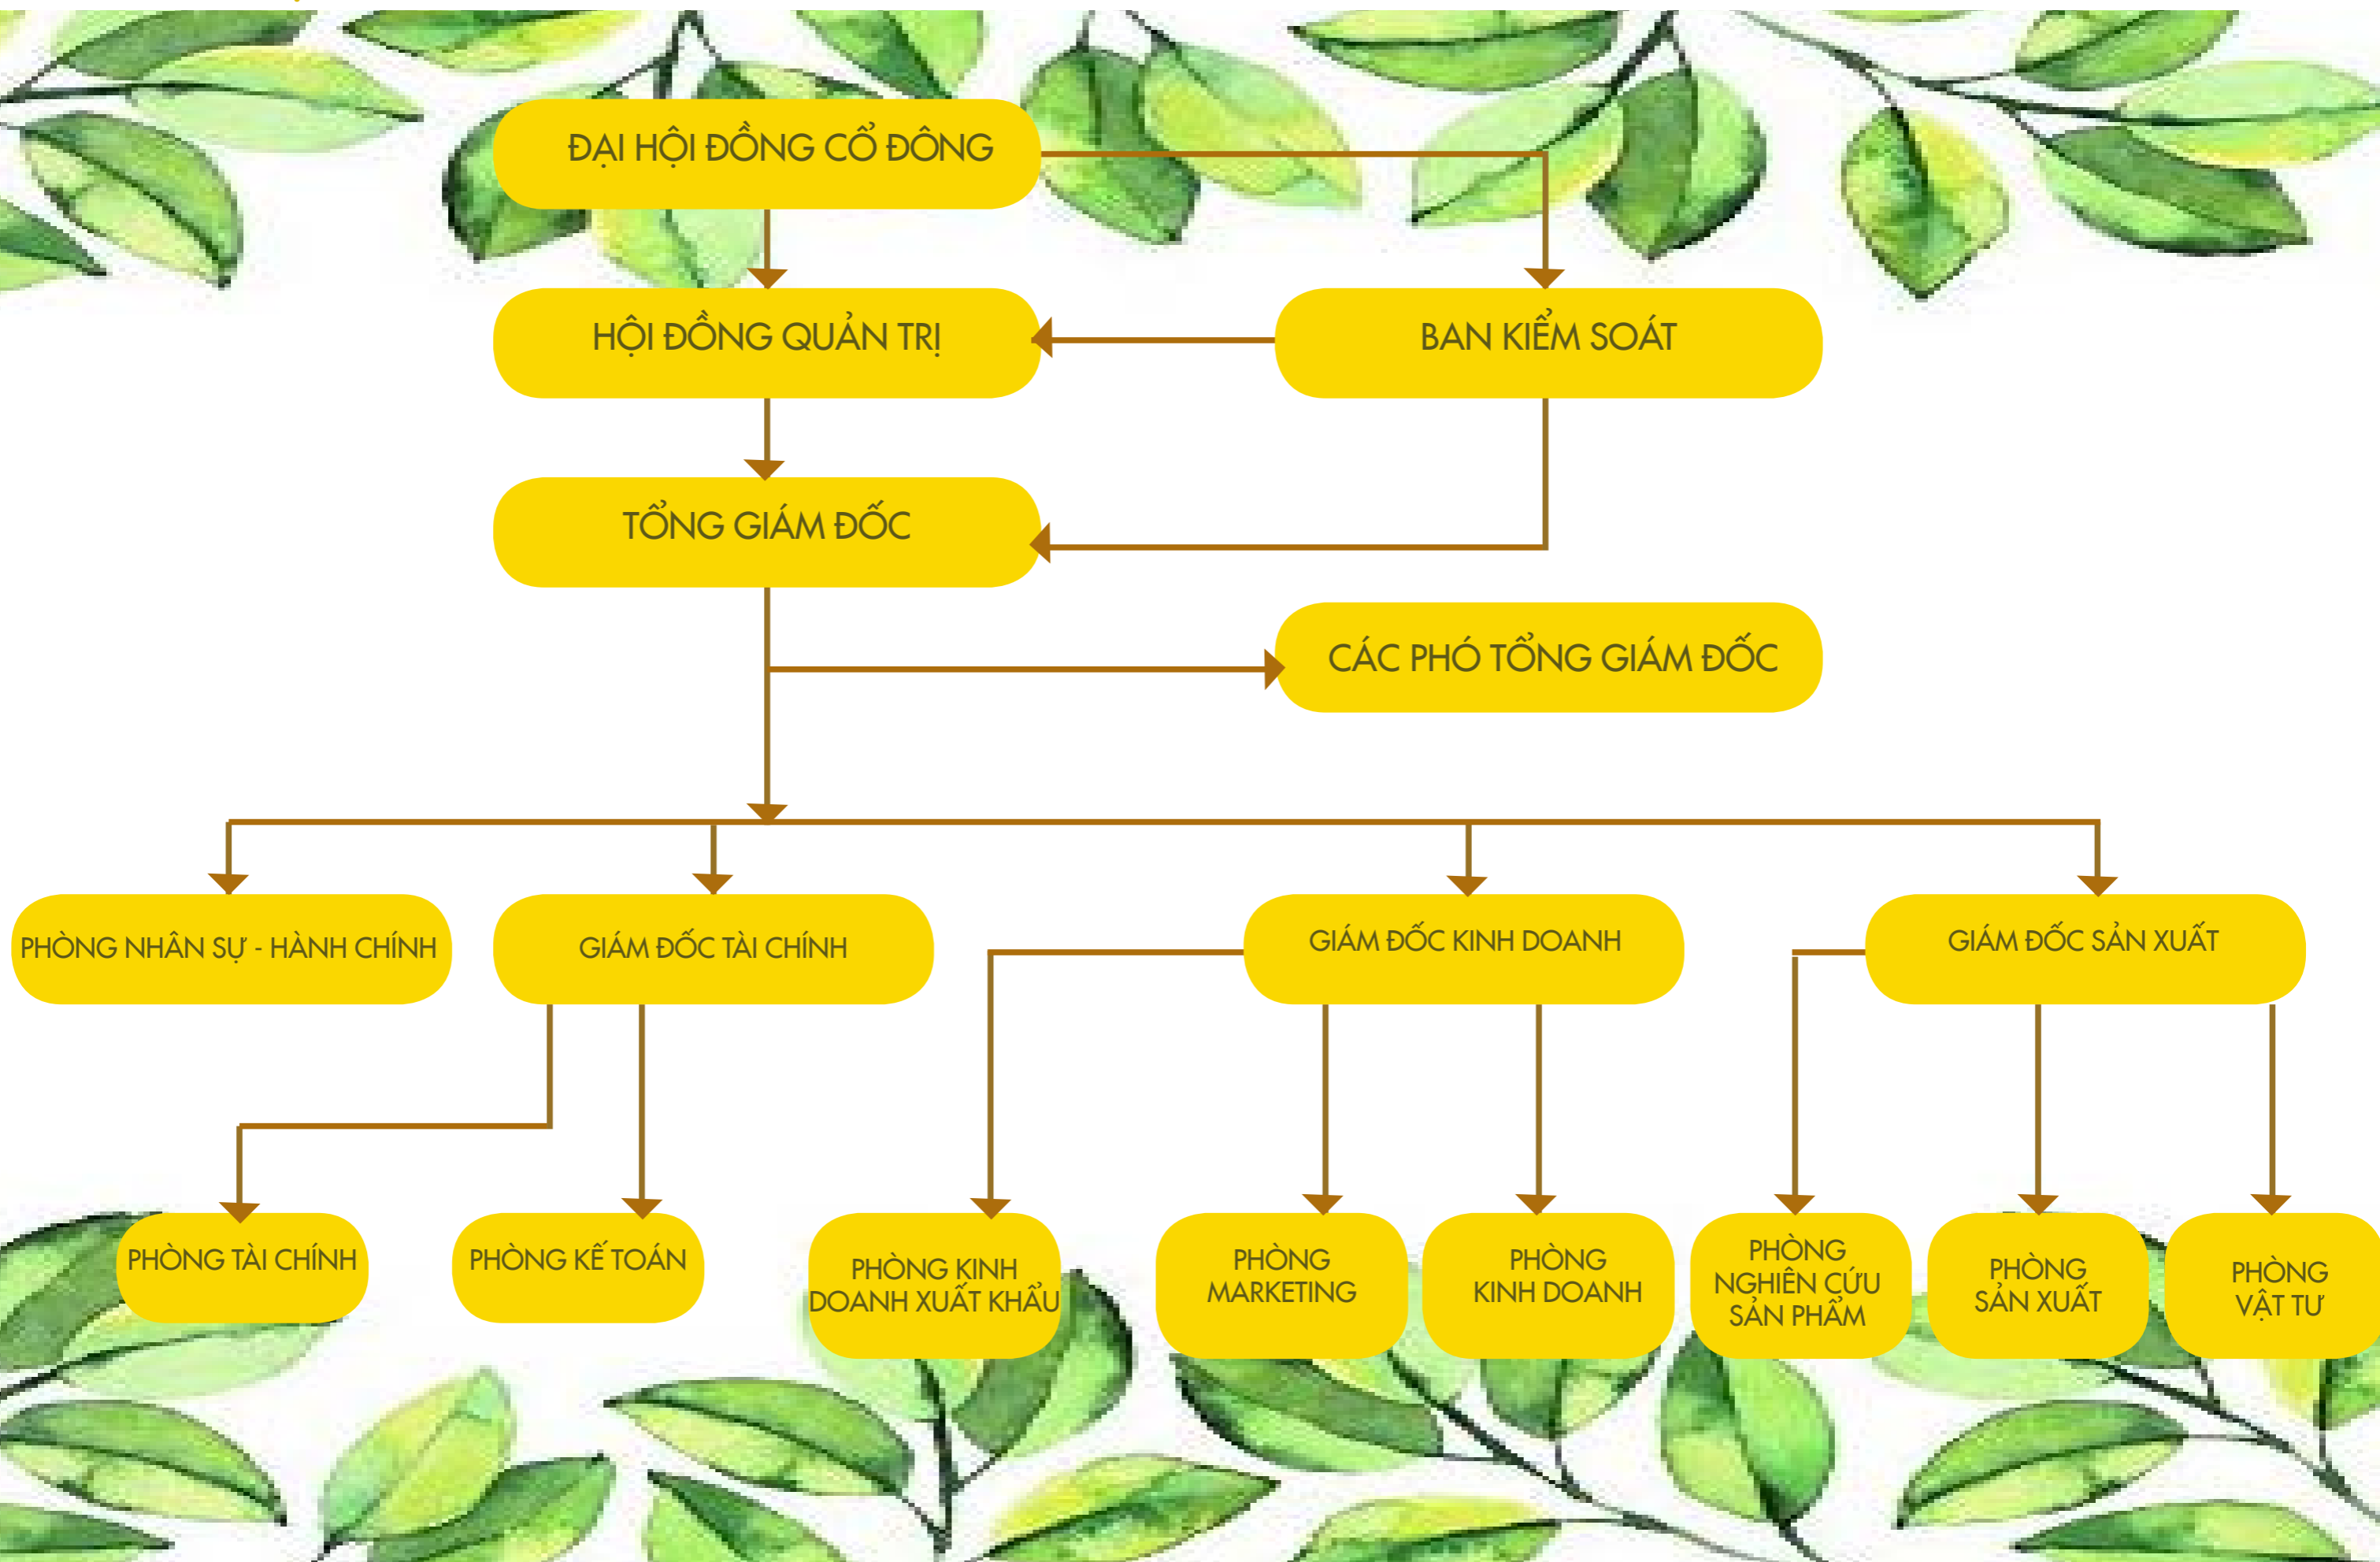 ĐẠI HỘI ĐỒNG CỔ ĐÔNG
HỘI ĐỒNG QUẢN TRỊ
BAN KIỂM SOÁT
TỔNG GIÁM ĐỐC
CÁC PHÓ TỔNG GIÁM ĐỐC
PHÒNG NHÂN SỰ - HÀNH CHÍNH
GIÁM ĐỐC TÀI CHÍNH
GIÁM ĐỐC KINH DOANH
GIÁM ĐỐC SẢN XUẤT
PHÒNG TÀI CHÍNH
PHÒNG KẾ TOÁN
PHÒNG KINH
DOANH XUẤT KHẨU
PHÒNG
MARKETING
PHÒNG
KINH DOANH
PHÒNG
NGHIÊN CỨU
SẢN PHẨM
PHÒNG
SẢN XUẤT
PHÒNG
VẬT TƯ